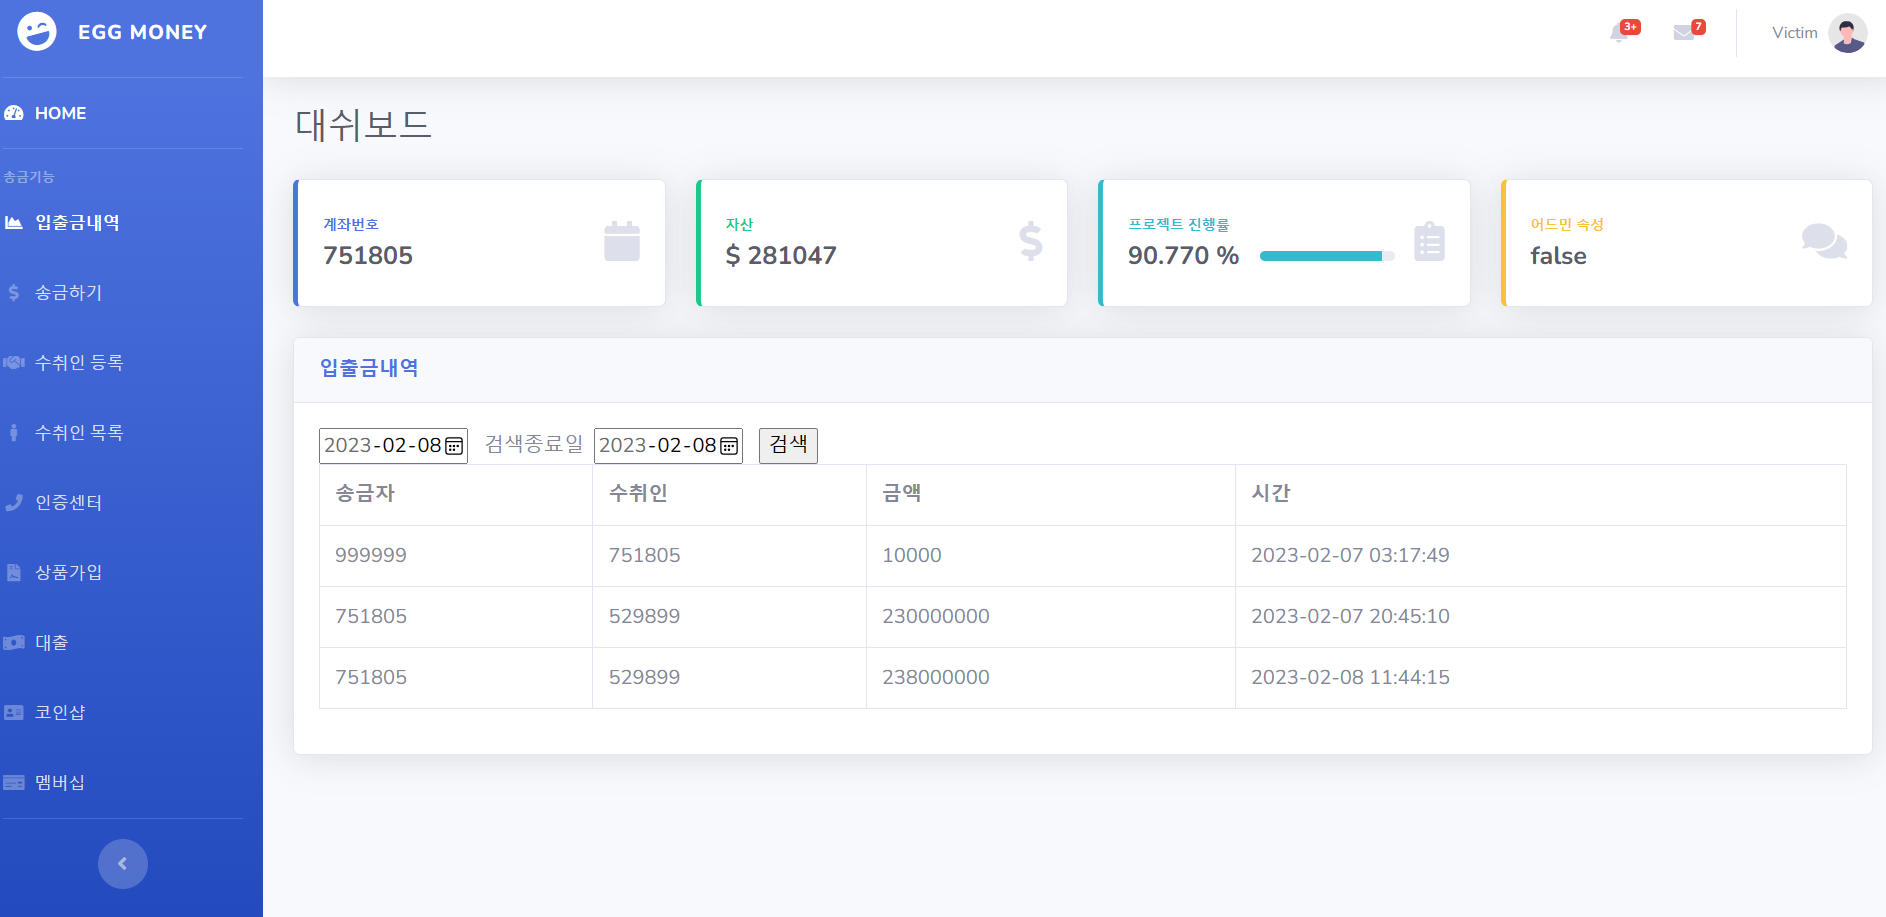 EGG MONEY
HOME
송금기능
입출금내역
송금하기
수취인 등록
수취인 목록
인증센터
상품가입
대출
코인샵
멤버십
3+
7
Victim
대쉬보드
계좌번호
751805
자산
$ 281047
프로젝트 진행률
90.770 %
어드민 속성
false
입출금내역
2023-02-08 검색종료일 2023-02-08 검색
송금자 수취인 금액 시간
999999 751805 10000 2023-02-07 03:17:49
751805 529899 230000000 2023-02-07 20:45:10
751805 529899 238000000 2023-02-08 11:44:15